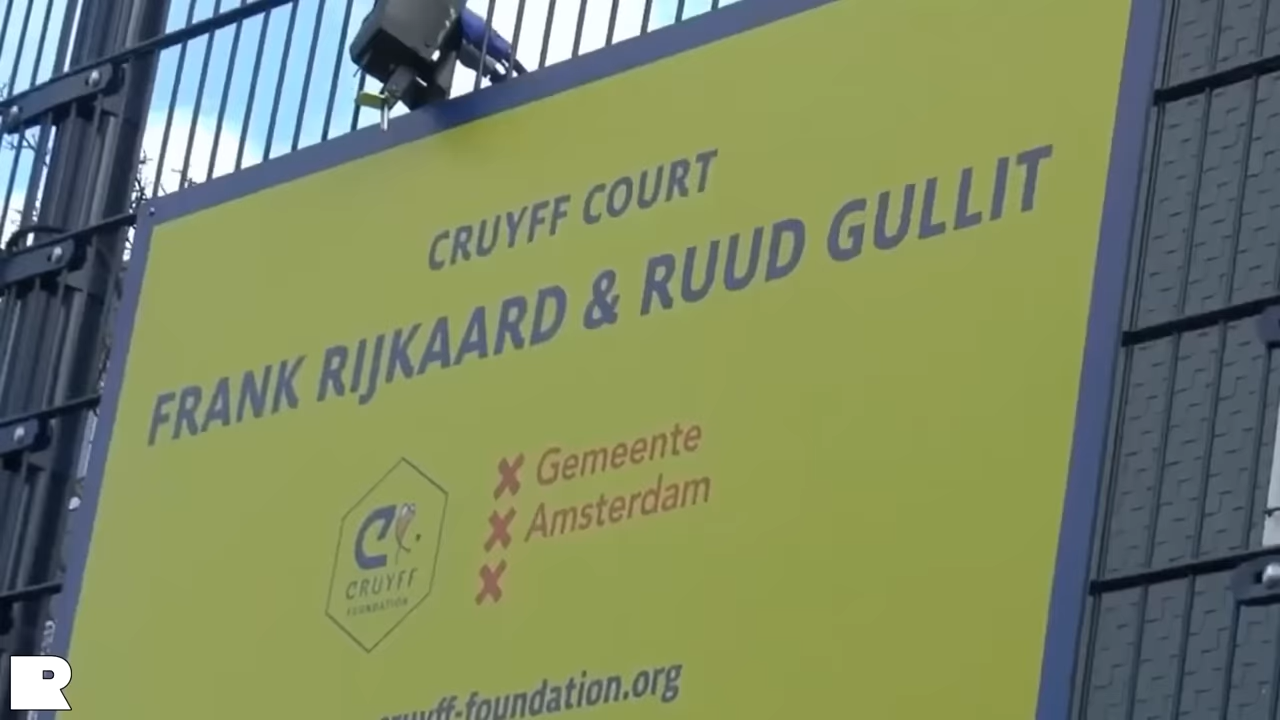 CRUYFF COURT
FRANK RIJKAARD & RUUD GULLIT
Gemeente
Amsterdam
CRUYFF
FOUNDATION
cruyff-foundation.org
R